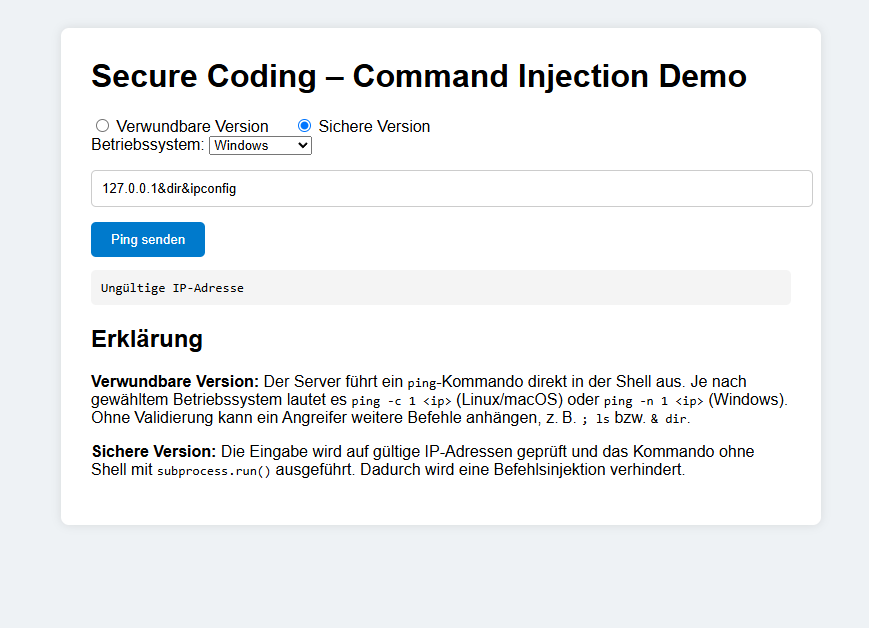 Secure Coding – Command Injection Demo
Verwundbare Version Sichere Version
Betriebssystem: Windows
127.0.0.1&dir&ipconfig
Ping senden
Ungültige IP-Adresse
Erklärung
Verwundbare Version: Der Server führt ein ping-Kommando direkt in der Shell aus. Je nach
gewähltem Betriebssystem lautet es ping -c 1 <ip> (Linux/macOS) oder ping -n 1 <ip> (Windows).
Ohne Validierung kann ein Angreifer weitere Befehle anhängen, z. B. ; ls bzw. & dir.
Sichere Version: Die Eingabe wird auf gültige IP-Adressen geprüft und das Kommando ohne
Shell mit subprocess.run() ausgeführt. Dadurch wird eine Befehlsinjektion verhindert.